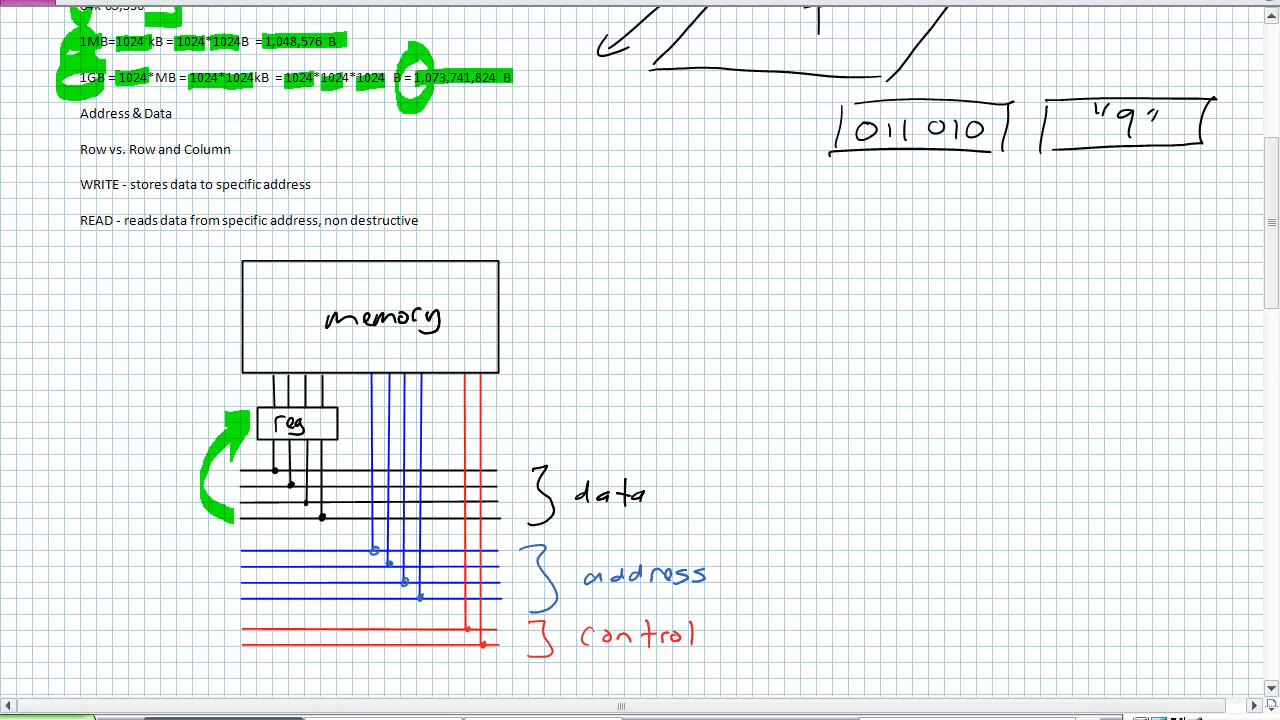 1MB=1024 kB = 1024*1024B = 1,048,576 B
1GB = 1024*MB = 1024*1024kB = 1024*1024*1024 B = 1,073,741,824 B
Address & Data
Row vs. Row and Column
WRITE - stores data to specific address
READ - reads data from specific address, non destructive
011 010
"9"
memory
reg
data
address
control